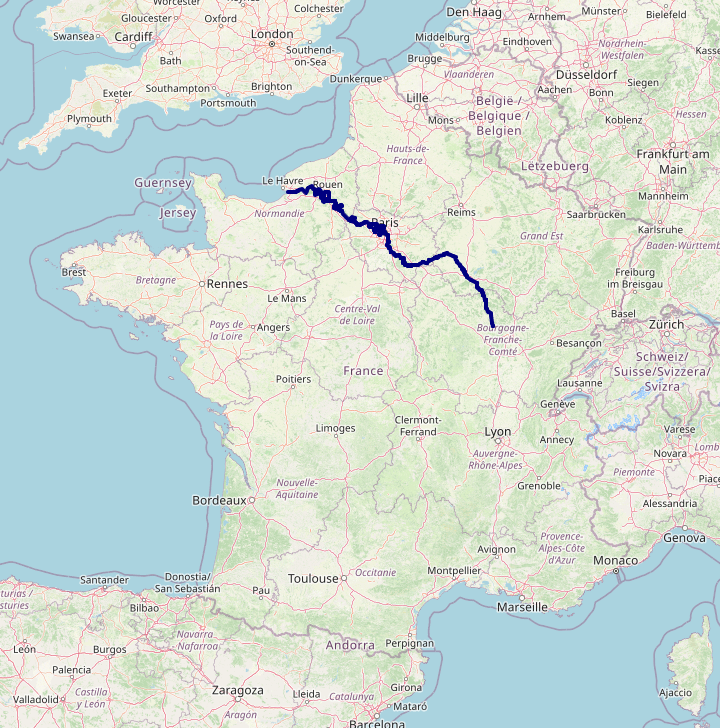 Worcester
Colchester
Gloucester
Oxford
Swansea
Cardiff
London
Bath
Southend-
on-Sea
Southampton
Brighton
Exeter
Portsmouth
Plymouth
Den Haag
Arnhem
Münster
Bielefeld
Middelburg
Eindhoven
Nordrhein-
Westfalen
Brugge
Dunkerque
Vlaanderen
Düsseldorf
Kasse
Lille
Aachen
Siegen
België /
Belgique /
Belgien
Bonn
Mons
Koblenz
Hessen
Hauts-de-
France
Lëtzebuerg
Frankfurt am
Main
Mannheim
Guernsey
Jersey
Le Havre
Rouen
Normandie
Paris
Reims
Saarbrücken
Karlsruhe
Grand Est
Baden-Württemb
Brest
Bretagne
Rennes
Le Mans
Freiburg
im Breisgau
Centre-Val
de Loire
Pays de
la Loire
Angers
Basel
Zürich
Bourgogne-
Franche-
Comté
Besançon
Schweiz/
Suisse/Svizzera/
Svizra
France
Poitiers
Lausanne
Genève
Limoges
Clermont-
Ferrand
Lyon
Annecy
Varese
Novara
Lomb
Auvergne-
Rhône-Alpes
Piemonte
Piace
Nouvelle-
Aquitaine
Grenoble
Alessandria
Bordeaux
Genova
Provence-
Alpes-Côte
d'Azur
Avignon
Monaco
Montpellier
Toulouse
Occitanie
Marseille
Santander
Donostia/
San Sebastián
Pau
Bilbao
turias /
sturies
Perpignan
Andorra
León
Burgos
Navarra
- Nafarroa
Palencia
Girona
Castilla
y León
Zaragoza
Lleida
Catalunya
Mataró
Valladolid
Aragón
Barcelona
Ajaccio